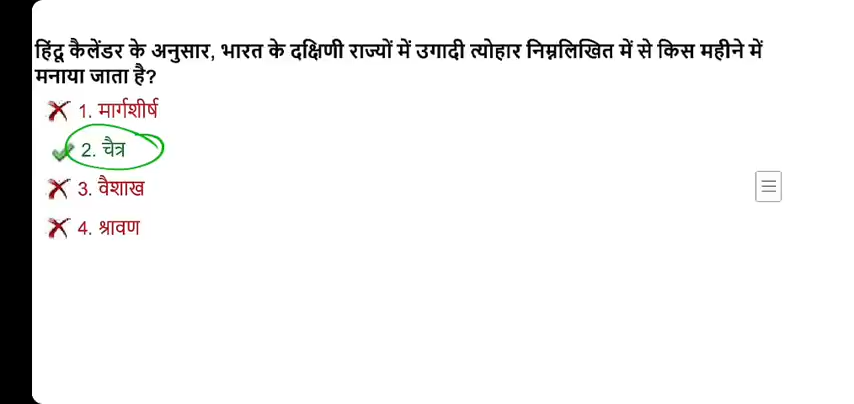 हिंदू कैलेंडर के अनुसार, भारत के दक्षिणी राज्यों में उगादी त्योहार निम्नलिखित में से किस महीने में
मनाया जाता है?
1. मार्गशीर्ष
2. चैत्र
3. वैशाख
4. श्रावण